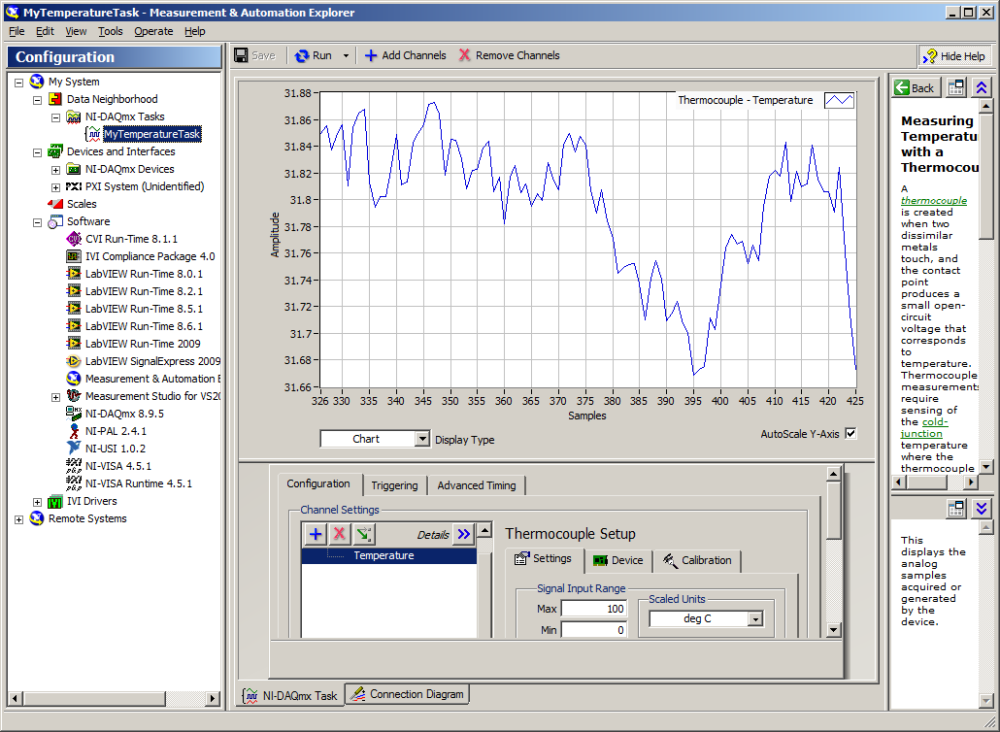 MyTemperatureTask - Measurement & Automation Explorer
File Edit View Tools Operate Help
Configuration
My System
Data Neighborhood
NI-DAQmx Tasks
MyTemperatureTask
Devices and Interfaces
NI-DAQmx Devices
PXI PXI System (Unidentified)
Scales
Software
CVI Run-Time 8.1.1
IVI Compliance Package 4.0
LabVIEW Run-Time 8.0.1
LabVIEW Run-Time 8.2.1
LabVIEW Run-Time 8.5.1
LabVIEW Run-Time 8.6.1
LabVIEW Run-Time 2009
LabVIEW SignalExpress 2009
Measurement & Automation E
Measurement Studio for VS20
NI-DAQmx 8.9.5
NI-PAL 2.4.1
NI-USI 1.0.2
NI-VISA 4.5.1
NI-VISA Runtime 4.5.1
IVI Drivers
Remote Systems
Save Run Add Channels Remove Channels Hide Help
Thermocouple - Temperature
Amplitude
31.88
31.86
31.84
31.82
31.8
31.78
31.76
31.74
31.72
31.7
31.68
31.66
326 330 335 340 345 350 355 360 365 370 375 380 385 390 395 400 405 410 415 420 425
Samples
Chart Display Type
AutoScale Y-Axis
Configuration Triggering Advanced Timing
Channel Settings
Details
Temperature
Thermocouple Setup
Settings Device Calibration
Signal Input Range
Max 100
Min 0
Scaled Units
deg C
NI-DAQmx Task Connection Diagram
Back
Measuring
Temperatu
with a
Thermocou
A
thermocouple
is created
when two
dissimilar
metals
touch, and
the contact
point
produces a
small open-
circuit
voltage that
corresponds
to
temperature.
Thermocouple
measurements
require
sensing of
the cold-
junction
temperature
where the
thermocouple
This
displays the
analog
samples
acquired or
generated
by the
device.